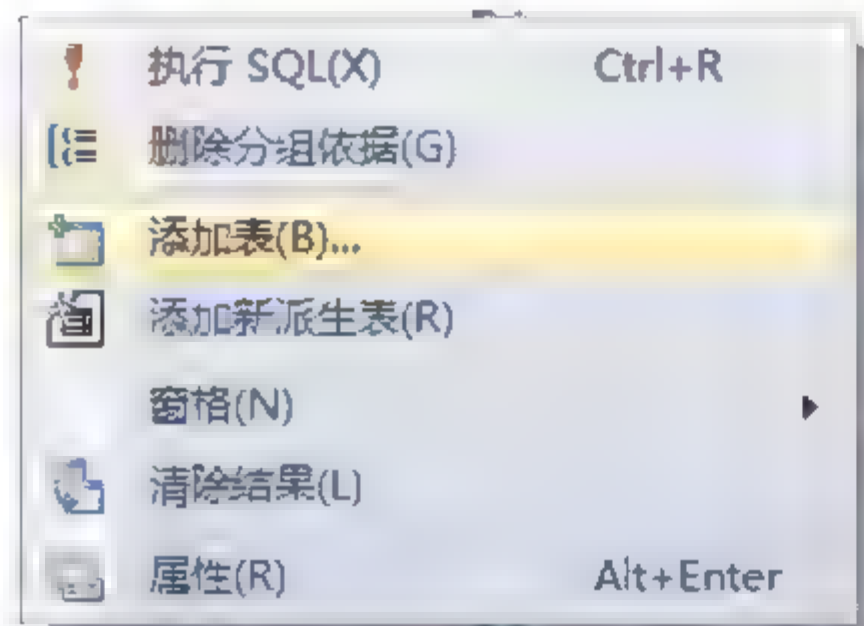 执行 SQL(X) Ctrl+R
删除分组依据(G)
添加表(B)...
添加新派生表(R)
窗格(N)
清除结果(L)
属性(R) Alt+Enter